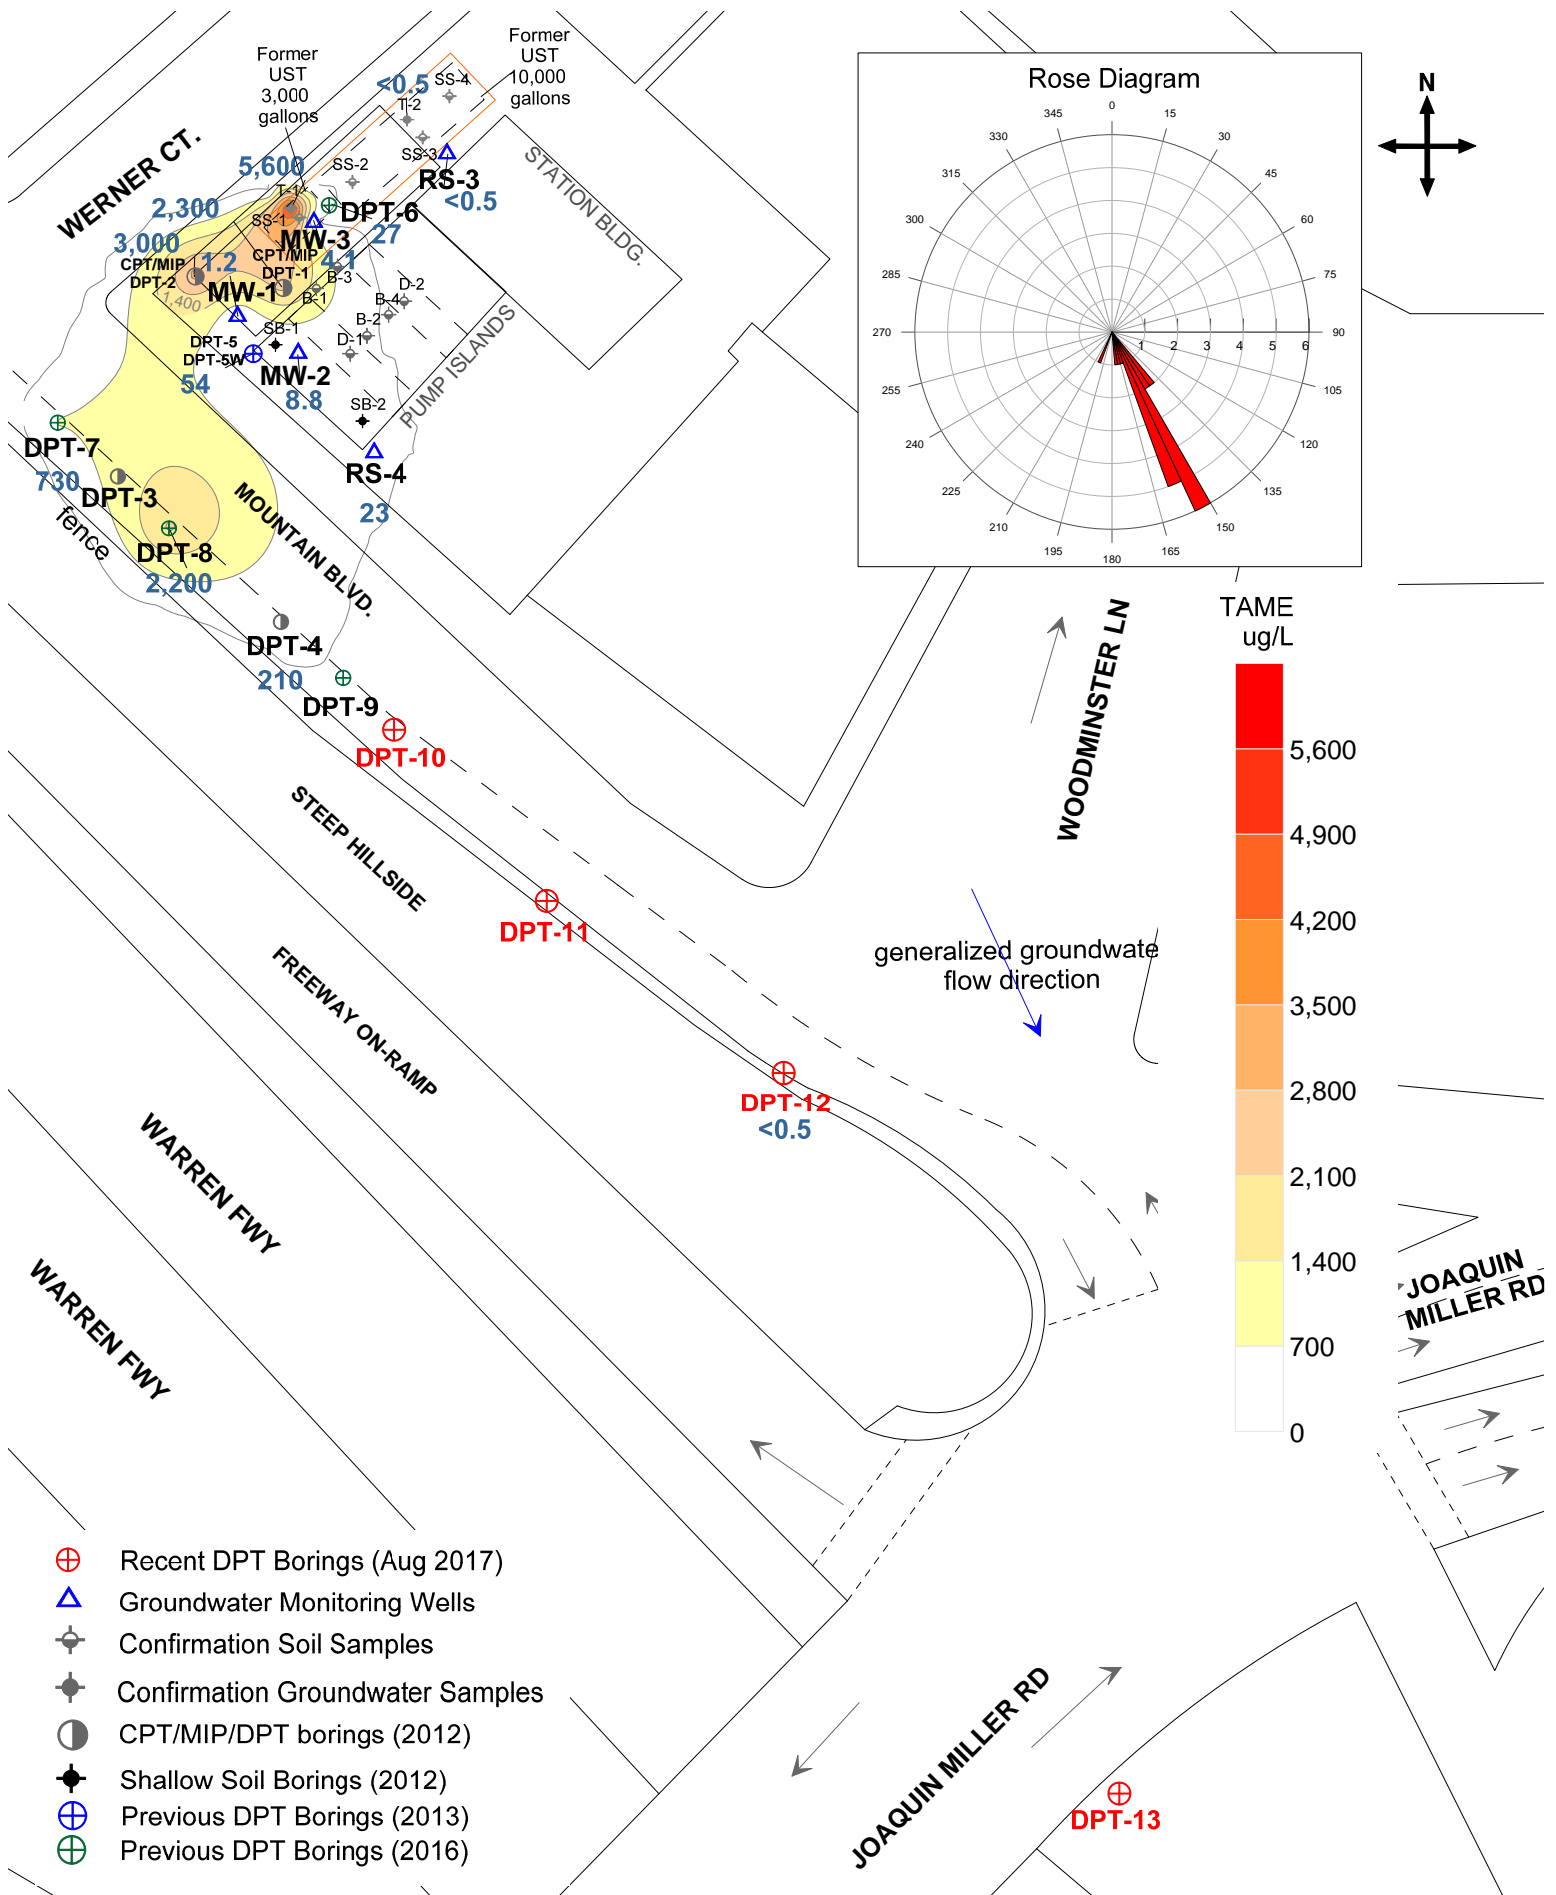 Former
UST
3,000
gallons
Former
UST
10,000
gallons
<0.5
SS-4
T-2
SS-3
RS-3
<0.5
SS-2
5,600
T-1
SS-1
2,300
3,000
WERNER CT.
DPT-6
27
MW-3
4.1
CPT/MIP
DPT-1
CPT/MIP
DPT-2
1.2
MW-1
1,400
B-3
B-1
D-2
B-4
B-2
D-1
SB-1
DPT-5
DPT-5W
54
MW-2
8.8
SB-2
RS-4
23
STATION BLDG.
PUMP ISLANDS
DPT-7
730
DPT-3
fence
DPT-8
2,200
MOUNTAIN BLVD.
DPT-4
210
DPT-9
DPT-10
DPT-11
DPT-12
<0.5
STEEP HILLSIDE
FREEWAY ON-RAMP
WARREN FWY
WARREN FWY
Rose Diagram
0
15
30
45
60
75
90
105
120
135
150
165
180
195
210
225
240
255
270
285
300
315
330
345
1 2 3 4 5 6
N
WOODMINSTER LN
generalized groundwate
flow direction
TAME
ug/L
5,600
4,900
4,200
3,500
2,800
2,100
1,400
700
0
JOAQUIN
MILLER RD
JOAQUIN MILLER RD
DPT-13
Recent DPT Borings (Aug 2017)
Groundwater Monitoring Wells
Confirmation Soil Samples
Confirmation Groundwater Samples
CPT/MIP/DPT borings (2012)
Shallow Soil Borings (2012)
Previous DPT Borings (2013)
Previous DPT Borings (2016)